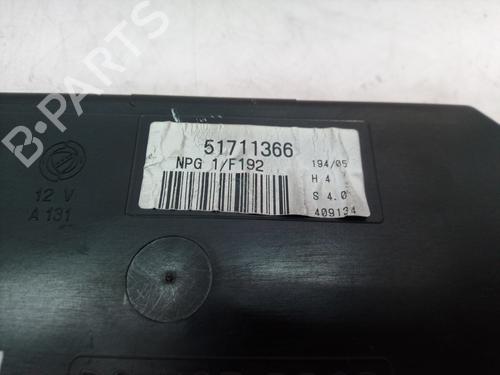 B-PARTS
51711366
NPG 1/F192
194/05
H 4
S 4.0
409134
12 V
A 131